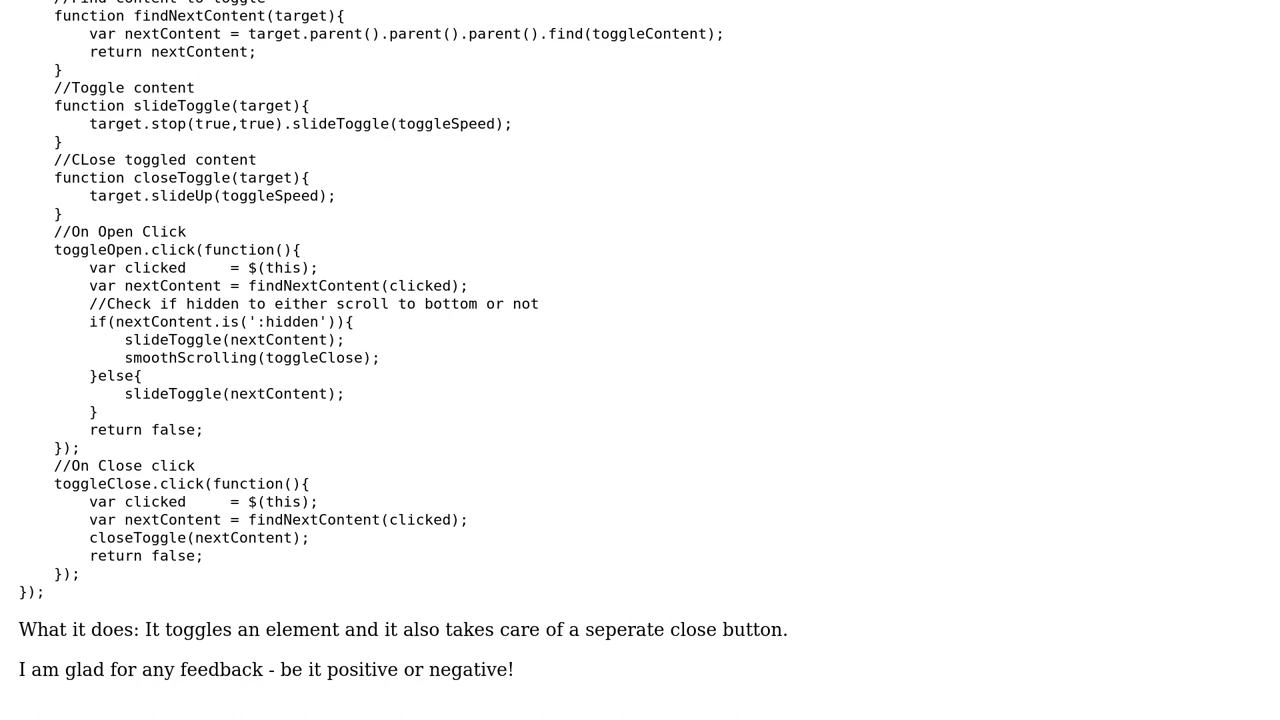 //Find content to toggle
    function findNextContent(target){
        var nextContent = target.parent().parent().parent().find(toggleContent);
        return nextContent;
    }
    //Toggle content
    function slideToggle(target){
        target.stop(true,true).slideToggle(toggleSpeed);
    }
    //CLose toggled content
    function closeToggle(target){
        target.slideUp(toggleSpeed);
    }
    //On Open Click
    toggleOpen.click(function(){
        var clicked     = $(this);
        var nextContent = findNextContent(clicked);
        //Check if hidden to either scroll to bottom or not
        if(nextContent.is(':hidden')){
            slideToggle(nextContent);
            smoothScrolling(toggleClose);
        }else{
            slideToggle(nextContent);
        }
        return false;
    });
    //On Close click
    toggleClose.click(function(){
        var clicked     = $(this);
        var nextContent = findNextContent(clicked);
        closeToggle(nextContent);
        return false;
    });
});
What it does: It toggles an element and it also takes care of a seperate close button.
I am glad for any feedback - be it positive or negative!